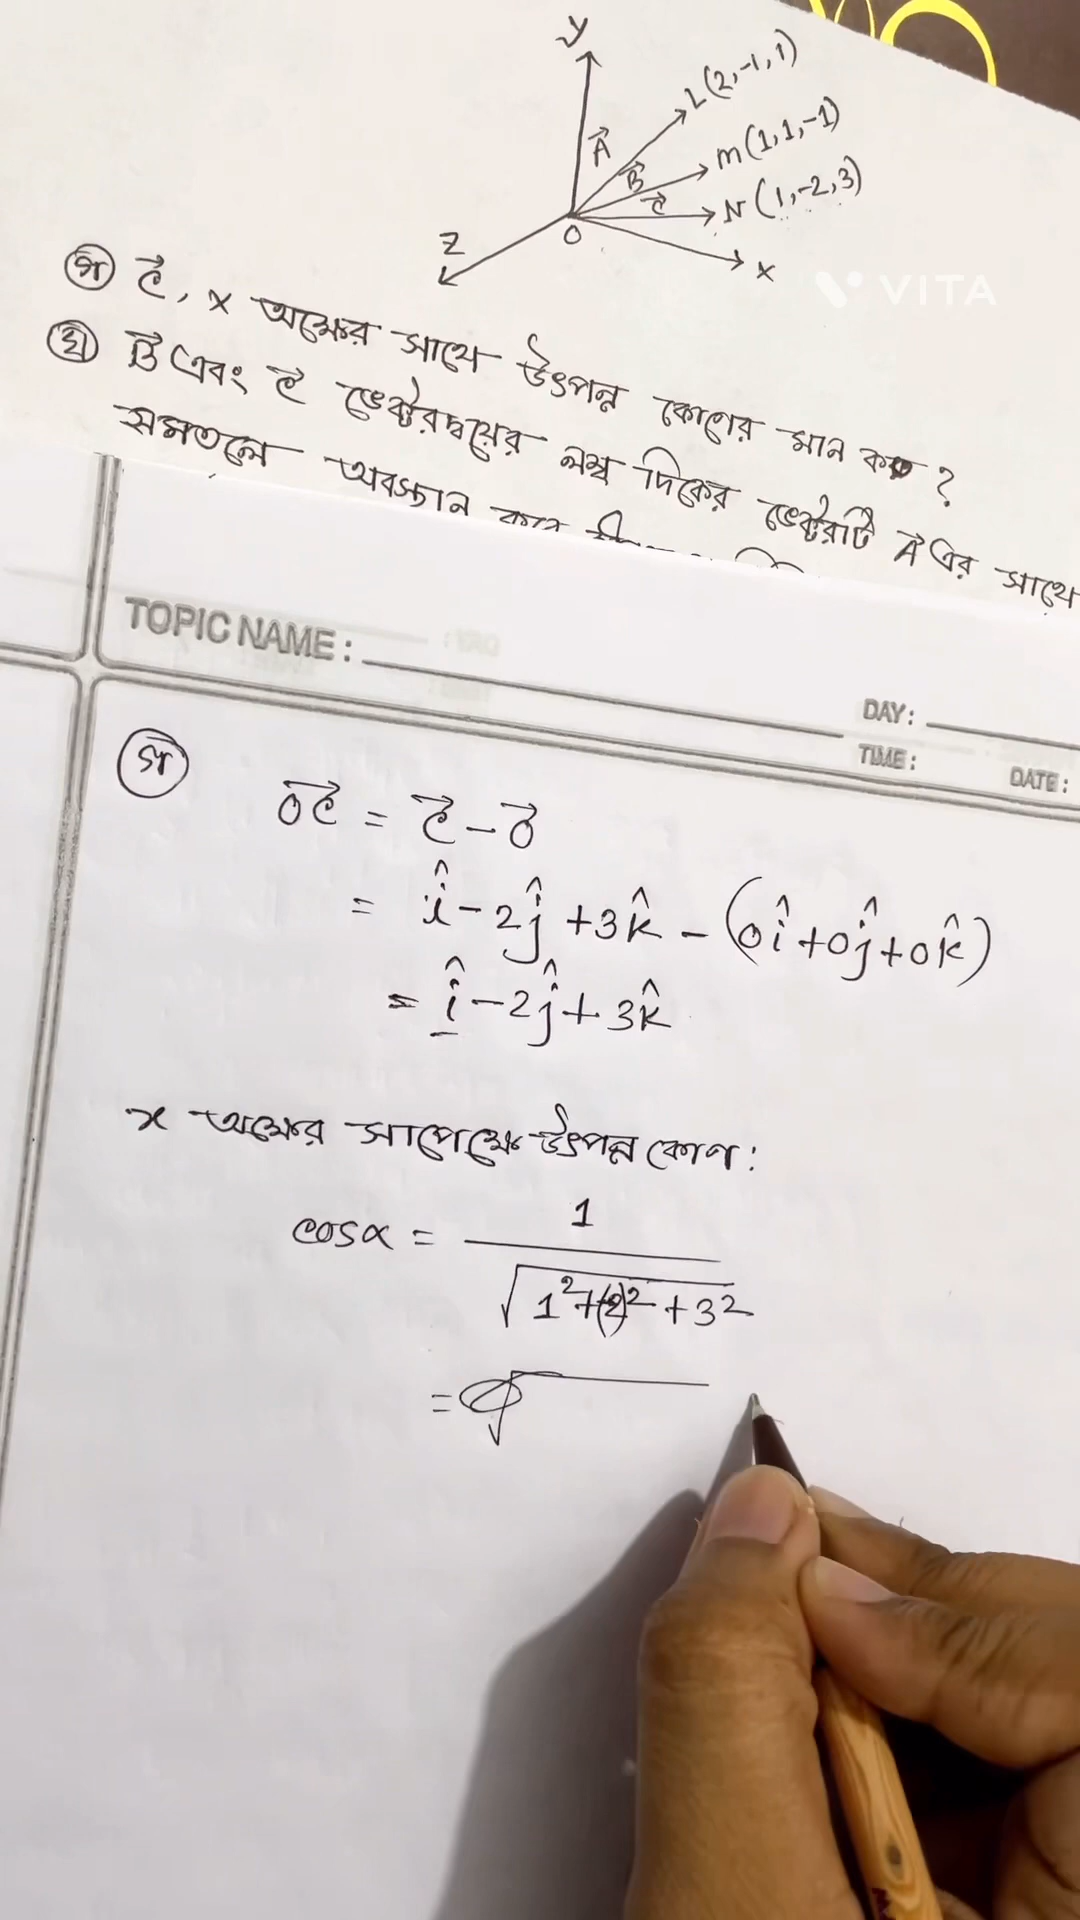 y
L(2,-1,1)
A⃗
m(1,1,-1)
B⃗
N(1,-2,3)
C⃗
O
Z
x
VITA
গ C⃗, x অক্ষের সাথে উৎপন্ন কোণের মান কত ?
ঘ B⃗ এবং C⃗ ভেক্টরদ্বয়ের লম্ব দিকের ভেক্টরটি A⃗ এর সাথে
সমতলে অবস্থান করে
TOPIC NAME :
DAY :
TIME :
DATE :
গ
O⃗C⃗ = C⃗ - O⃗
= î - 2ĵ + 3k̂ - (0î + 0ĵ + 0k̂)
= î - 2ĵ + 3k̂
x অক্ষের সাপেক্ষে উৎপন্ন কোণ :
cosα = 1
√1²+(-2)²+3²
= √